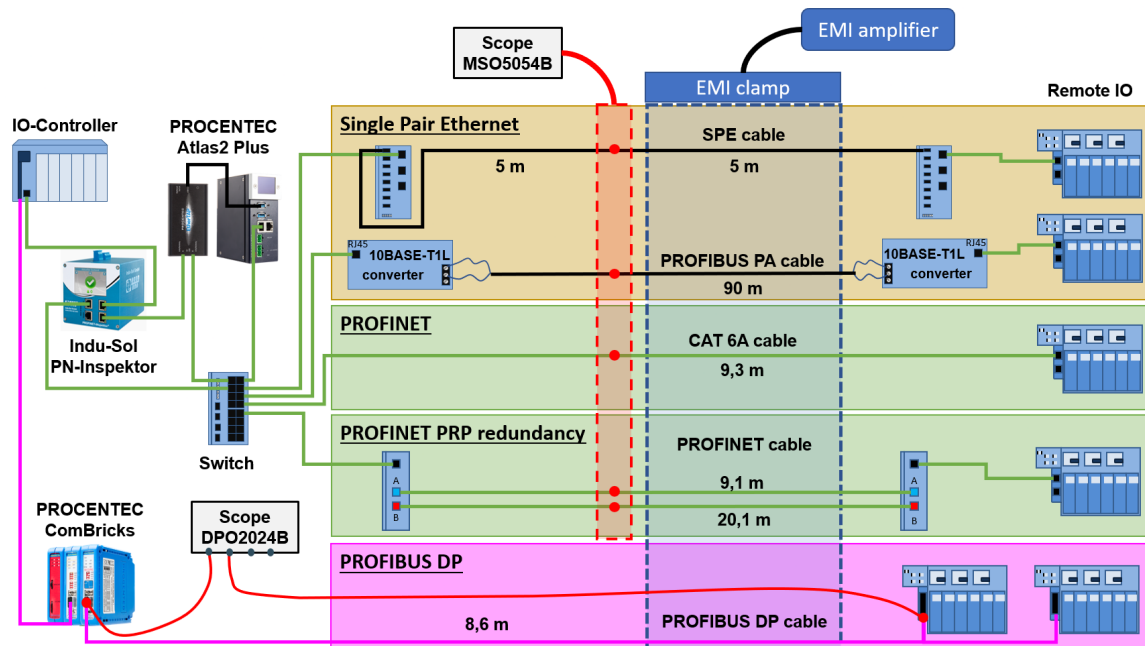 EMI amplifier
Scope
MSO5054B
EMI clamp
Remote IO
IO-Controller
PROCENTEC
Atlas2 Plus
Single Pair Ethernet
SPE cable
5 m
5 m
RJ45
10BASE-T1L
converter
PROFIBUS PA cable
90 m
RJ45
10BASE-T1L
converter
Indu-Sol
PN-Inspektor
PROFINET
CAT 6A cable
9,3 m
Switch
PROFINET PRP redundancy
PROFINET cable
A
B
9,1 m
20,1 m
A
B
PROCENTEC
ComBricks
Scope
DPO2024B
PROFIBUS DP
8,6 m
PROFIBUS DP cable